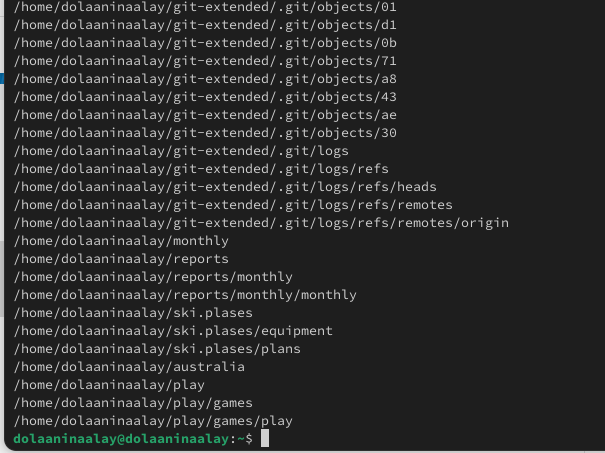 /home/dolaaninaalay/git-extended/.git/objects/01
/home/dolaaninaalay/git-extended/.git/objects/d1
/home/dolaaninaalay/git-extended/.git/objects/0b
/home/dolaaninaalay/git-extended/.git/objects/71
/home/dolaaninaalay/git-extended/.git/objects/a8
/home/dolaaninaalay/git-extended/.git/objects/43
/home/dolaaninaalay/git-extended/.git/objects/ae
/home/dolaaninaalay/git-extended/.git/objects/30
/home/dolaaninaalay/git-extended/.git/logs
/home/dolaaninaalay/git-extended/.git/logs/refs
/home/dolaaninaalay/git-extended/.git/logs/refs/heads
/home/dolaaninaalay/git-extended/.git/logs/refs/remotes
/home/dolaaninaalay/git-extended/.git/logs/refs/remotes/origin
/home/dolaaninaalay/monthly
/home/dolaaninaalay/reports
/home/dolaaninaalay/reports/monthly
/home/dolaaninaalay/reports/monthly/monthly
/home/dolaaninaalay/ski.plases
/home/dolaaninaalay/ski.plases/equipment
/home/dolaaninaalay/ski.plases/plans
/home/dolaaninaalay/australia
/home/dolaaninaalay/play
/home/dolaaninaalay/play/games
/home/dolaaninaalay/play/games/play
dolaaninaalay@dolaaninaalay:~$